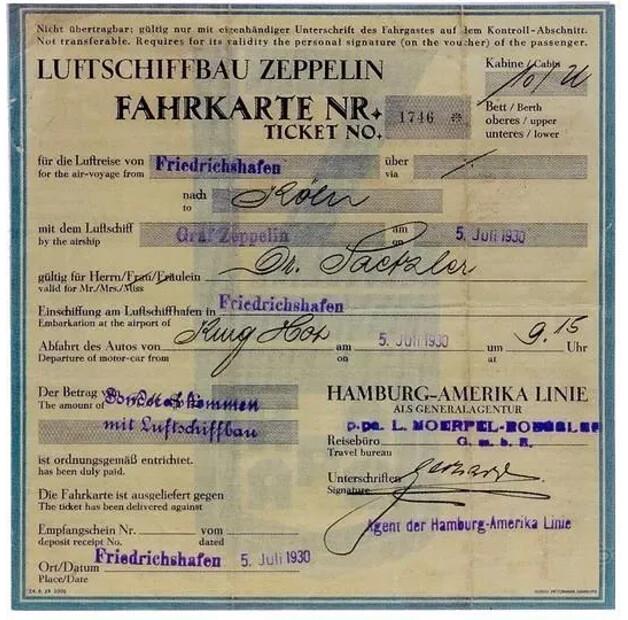 Nicht übertragbar; gültig nur mit eigenhändiger Unterschrift des Fahrgastes auf dem Kontroll-Abschnitt.
Not transferable. Requires for its validity the personal signature (on the voucher) of the passenger.
LUFTSCHIFFBAU ZEPPELIN
Kabine / Cabin
FAHRKARTE NR.
TICKET NO.
1746 *
Bett / Berth
oberes / upper
unteres / lower
für die Luftreise von Friedrichshafen über
for the air-voyage from via
nach Köln
to
mit dem Luftschiff Graf Zeppelin am 5. Juli 1930
by the airship on
gültig für Herrn/Frau/Fräulein Dr.
valid for Mr./Mrs./Miss
Einschiffung am Luftschiffhafen in Friedrichshafen
Embarkation at the airport of
Abfahrt des Autos von am 5. Juli 1930 um 9.15 Uhr
Departure of motor-car from on at
Der Betrag
The amount of
mit Luftschiffbau
ist ordnungsgemäß entrichtet.
has been duly paid.
Die Fahrkarte ist ausgeliefert gegen
The ticket has been delivered against
Empfangschein Nr. vom
deposit receipt No. dated
Ort/Datum Friedrichshafen 5. Juli 1930
Place/Date
HAMBURG-AMERIKA LINIE
ALS GENERALAGENTUR
Reisebüro G. m. b. H.
Travel bureau
Unterschriften
Signature
Agent der Hamburg-Amerika Linie